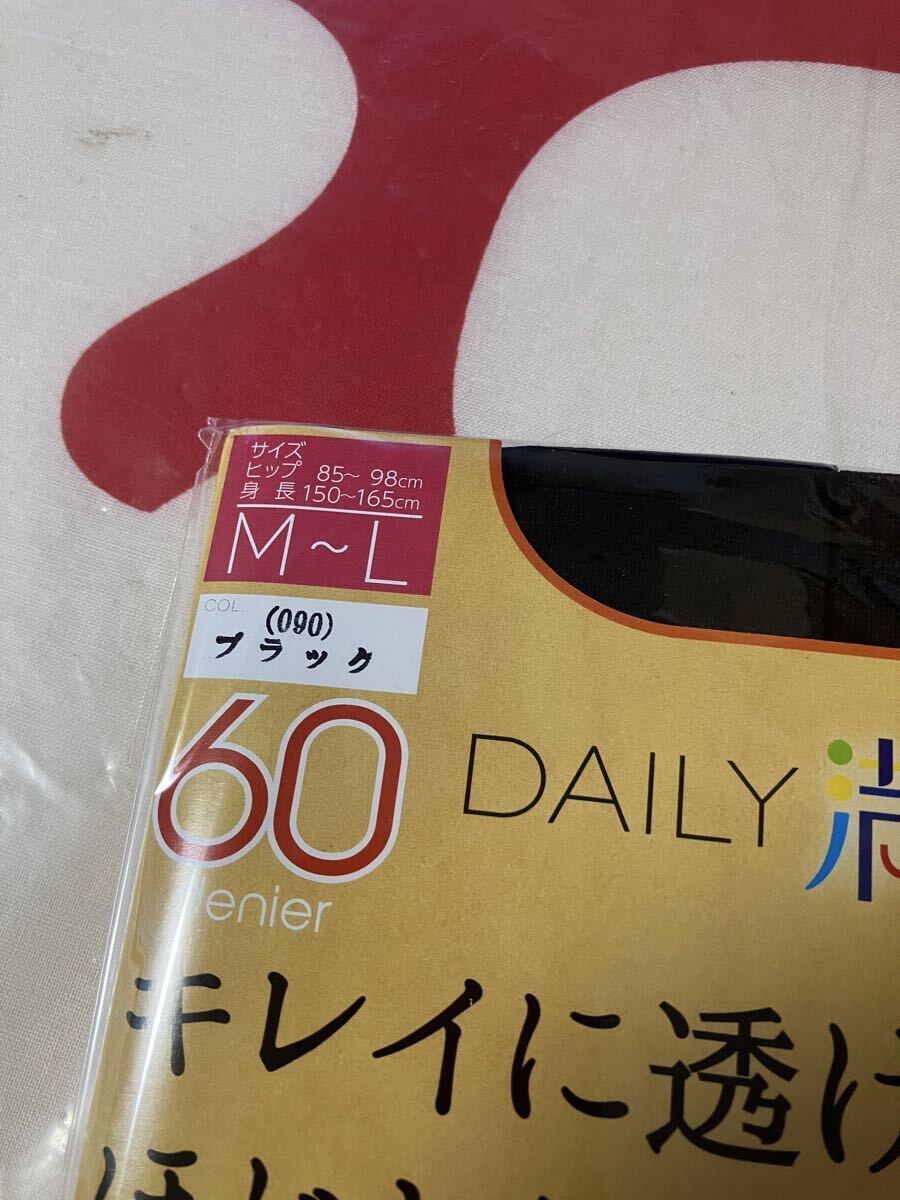 サイズ
ヒップ 85～ 98cm
身長 150～165cm
M～L
COL. (090)
ブラック
60
denier
DAILY 満
キレイに透け